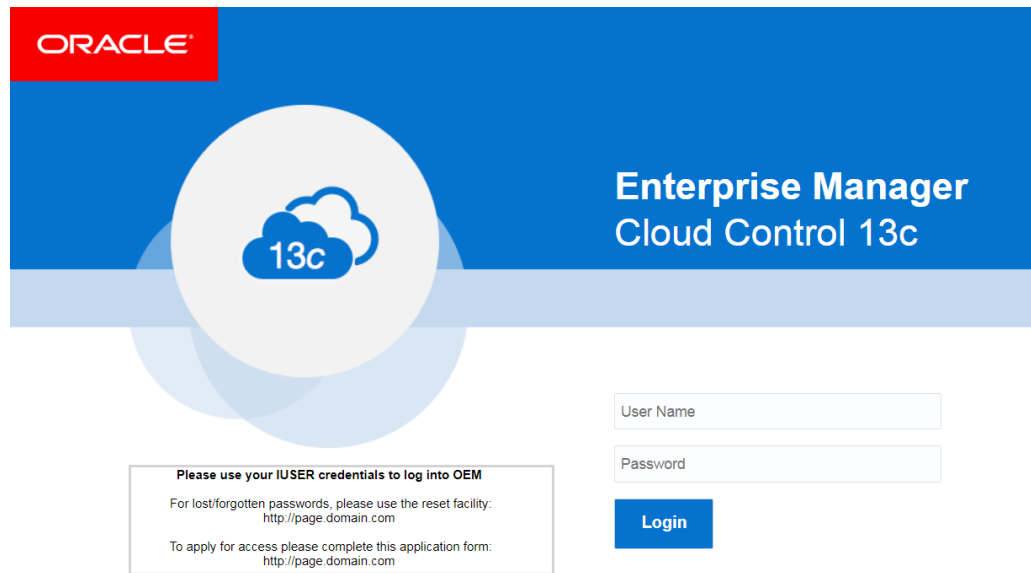 ORACLE
Enterprise Manager
Cloud Control 13c
13c
User Name
Password
Login
Please use your IUSER credentials to log into OEM
For lost/forgotten passwords, please use the reset facility:
http://page.domain.com
To apply for access please complete this application form:
http://page.domain.com